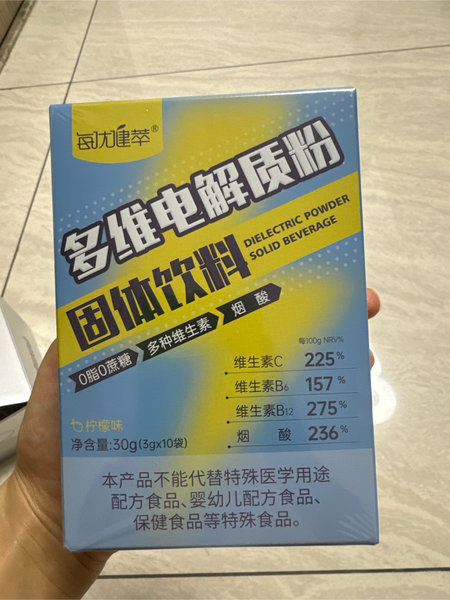 每优健萃®
多维电解质粉
固体饮料
DIELECTRIC POWDER
SOLID BEVERAGE
0脂0蔗糖 多种维生素 烟酸
每100g NRV%
维生素C 225%
维生素B6 157%
维生素B12 275%
烟酸 236%
柠檬味
净含量:30g(3gx10袋)
本产品不能代替特殊医学用途
配方食品、婴幼儿配方食品、
保健食品等特殊食品。